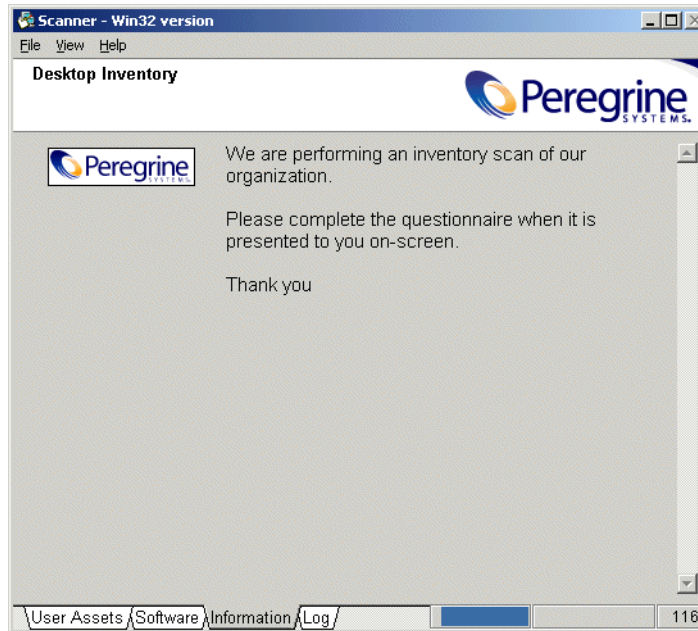 Scanner - Win32 version
File View Help
Desktop Inventory
Peregrine
SYSTEMS.
Peregrine
SYSTEMS.
We are performing an inventory scan of our
organization.
Please complete the questionnaire when it is
presented to you on-screen.
Thank you
User Assets Software Information Log
116